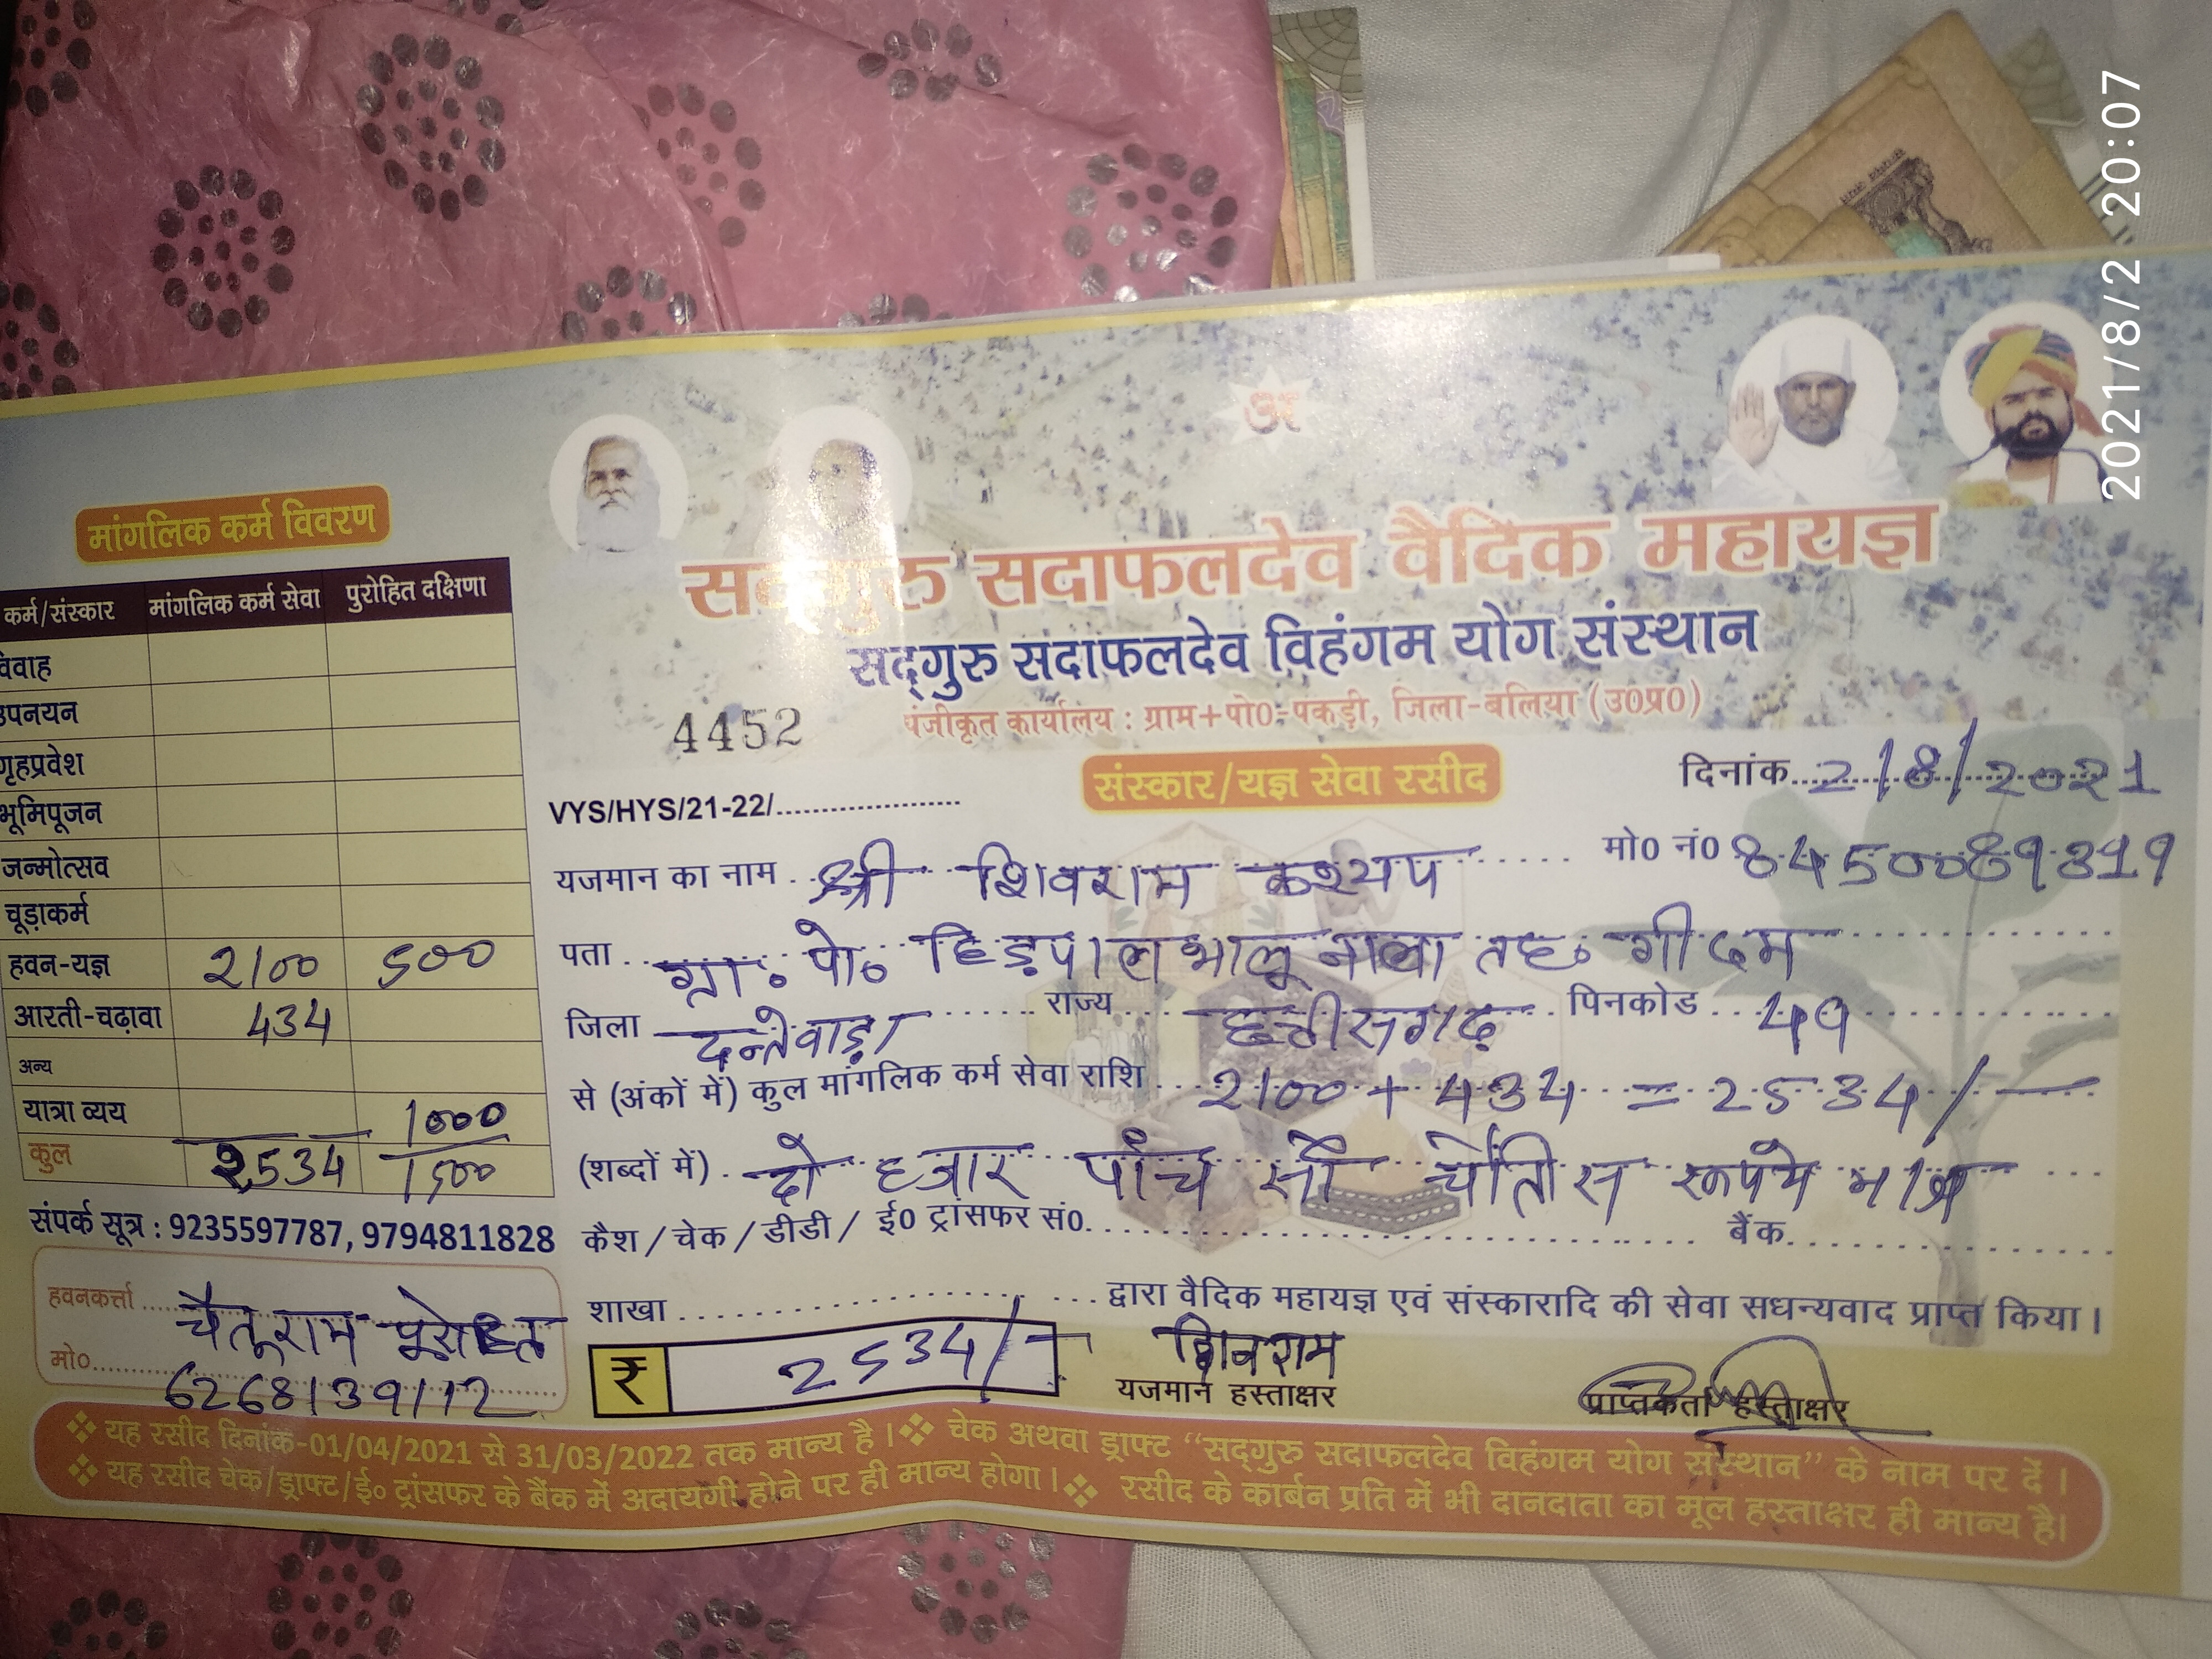 2021/8/2 20:07
मांगलिक कर्म विवरण
कर्म/संस्कार मांगलिक कर्म सेवा पुरोहित दक्षिणा
विवाह
उपनयन
गृहप्रवेश
भूमिपूजन
जन्मोत्सव
चूड़ाकर्म
हवन-यज्ञ 2100 500
आरती-चढ़ावा 434
अन्य
यात्रा व्यय 1000
कुल 2534 1500
संपर्क सूत्र : 9235597787, 9794811828
हवनकर्त्ता चैतूराम पुरोहित
मो०. 6268139112
सद्गुरु सदाफलदेव वैदिक महायज्ञ
सद्गुरु सदाफलदेव विहंगम योग संस्थान
पंजीकृत कार्यालय : ग्राम+पो0-पकड़ी, जिला-बलिया (उ0प्र0)
4452
संस्कार/यज्ञ सेवा रसीद
दिनांक 2/8/2021
VYS/HYS/21-22/
यजमान का नाम श्री शिवराम कश्यप मो0 नं0 8450089319
पता ग्रा० पो० हिड़पाल भालू नाला तह० गीदम
जिला दन्तेवाड़ा राज्य छत्तीसगढ़ पिनकोड 49
से (अंकों में) कुल मांगलिक कर्म सेवा राशि 2100 + 434 = 2534/-
(शब्दों में) दो हजार पांच सौ चौंतीस रूपये मात्र
कैश/चेक/डीडी/ ई0 ट्रांसफर सं0. बैंक
शाखा द्वारा वैदिक महायज्ञ एवं संस्कारादि की सेवा सधन्यवाद प्राप्त किया।
₹ 2534/- शिवराम
यजमान हस्ताक्षर प्राप्तकर्ता हस्ताक्षर
❖ यह रसीद दिनांक-01/04/2021 से 31/03/2022 तक मान्य है। ❖ चेक अथवा ड्राफ्ट “सद्गुरु सदाफलदेव विहंगम योग संस्थान” के नाम पर दें।
❖ यह रसीद चेक/ड्राफ्ट/ई० ट्रांसफर के बैंक में अदायगी होने पर ही मान्य होगा। ❖ रसीद के कार्बन प्रति में भी दानदाता का मूल हस्ताक्षर ही मान्य है।